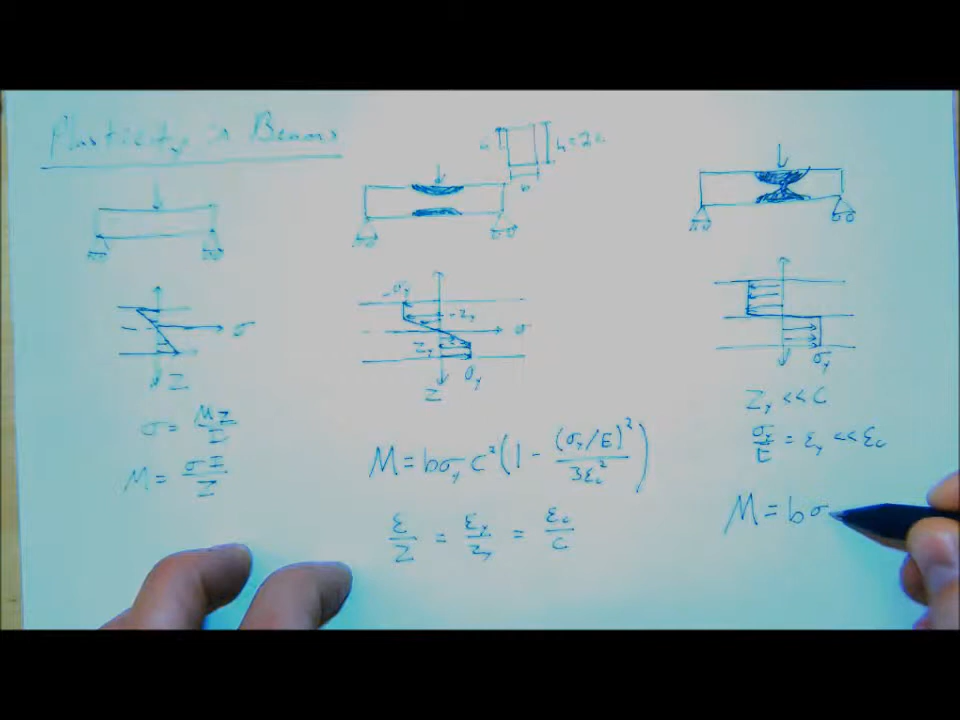 Plasticity in Beams
c h = 2c
b
-σy
-zy
σ
zy
σy
z
σ
z
σ = Mz/I
M = σI/z
M = bσy c²(1 - (σy/E)²/3εc²)
ε/z = εy/zy = εc/c
σy
zy << c
σy/E = εy << εc
M = bσ